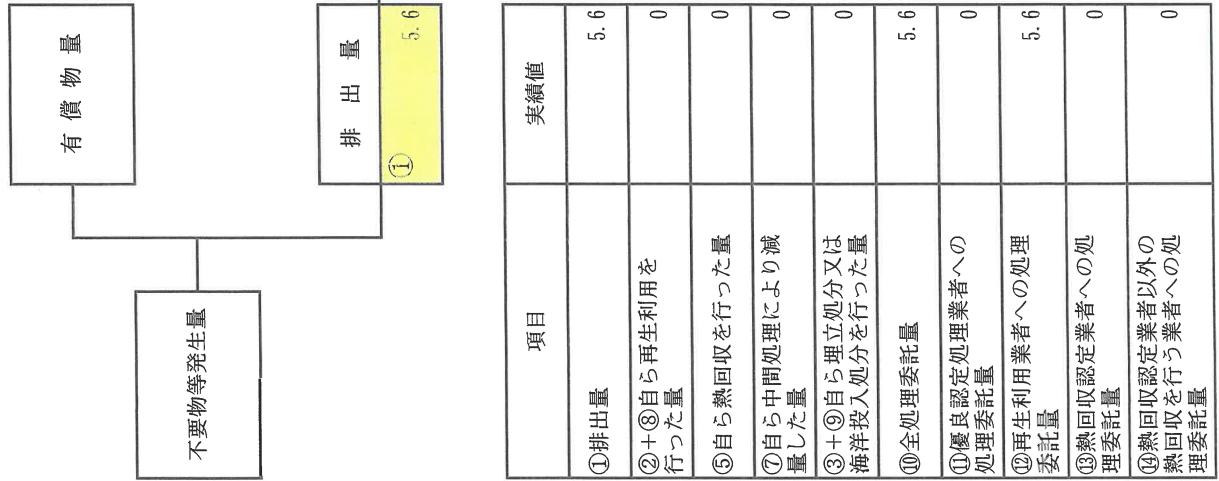 不要物等発生量
有償物量
排出量
① 5.6
項目 実績値
①排出量 5.6
②+⑧自ら再生利用を
行った量 0
⑤自ら熱回収を行った量 0
⑦自ら中間処理により減
量した量 0
③+⑨自ら埋立処分又は
海洋投入処分を行った量 0
⑩全処理委託量 5.6
⑪優良認定処理業者への
処理委託量 0
⑫再生利用業者への処理
委託量 5.6
⑬熱回収認定業者への処
理委託量 0
⑭熱回収認定業者以外の
熱回収を行う業者への処
理委託量 0